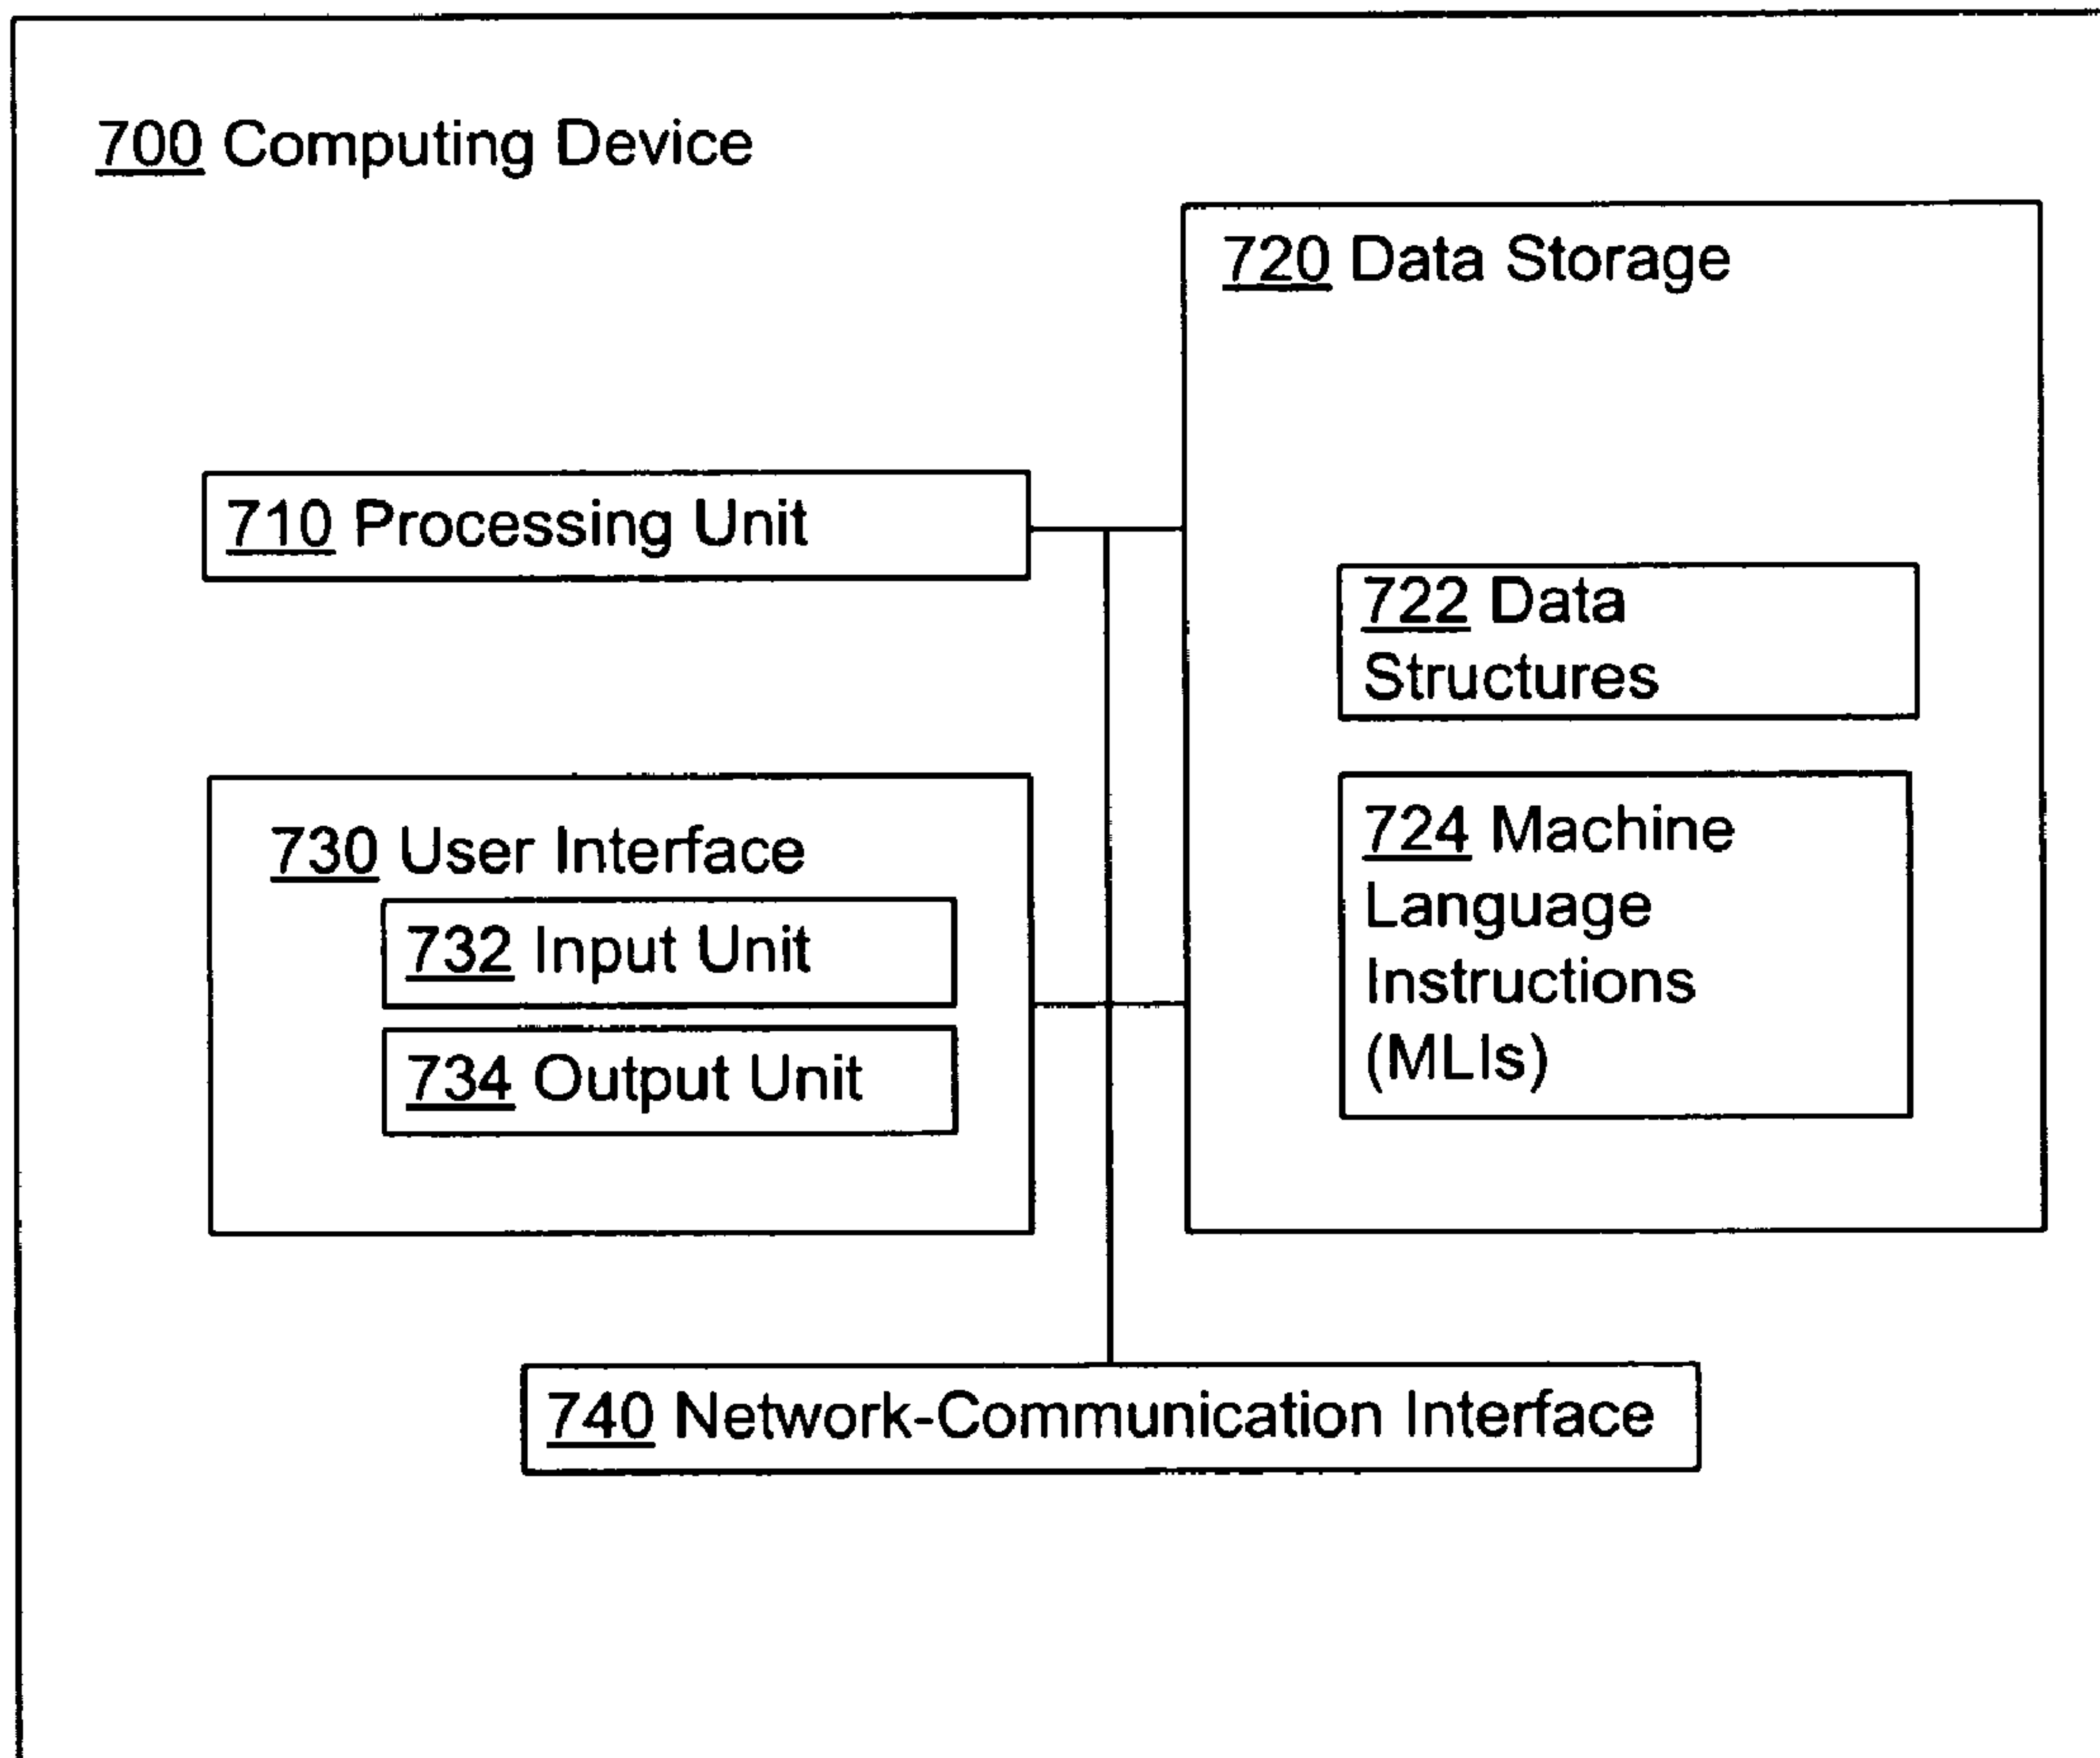 700 Computing Device
720 Data Storage
710 Processing Unit
722 Data
Structures
730 User Interface
732 Input Unit
734 Output Unit
724 Machine
Language
Instructions
(MLIs)
740 Network-Communication Interface